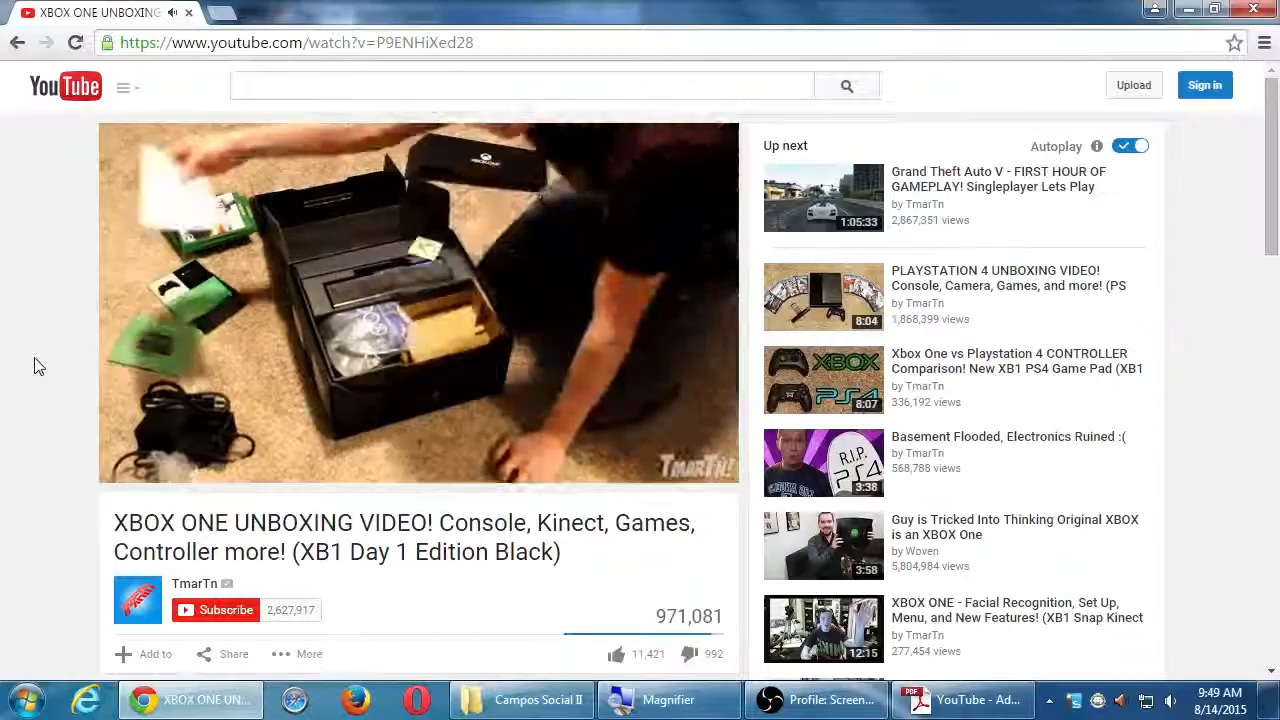 XBOX ONE UNBOXING
https://www.youtube.com/watch?v=P9ENHiXed28
YouTube
Upload
Sign in
XBOX ONE
TmarTn!
XBOX ONE UNBOXING VIDEO! Console, Kinect, Games,
Controller more! (XB1 Day 1 Edition Black)
TmarTn
Subscribe 2,627,917
971,081
Add to Share More 11,421 992
Up next Autoplay
Grand Theft Auto V - FIRST HOUR OF
GAMEPLAY! Singleplayer Lets Play
by TmarTn
2,867,351 views
1:05:33
PLAYSTATION 4 UNBOXING VIDEO!
Console, Camera, Games, and more! (PS
by TmarTn
1,868,399 views
8:04
Xbox One vs Playstation 4 CONTROLLER
Comparison! New XB1 PS4 Game Pad (XB1
by TmarTn
336,192 views
XBOX
PS4
8:07
Basement Flooded, Electronics Ruined :(
by TmarTn
568,788 views
R.I.P.
PS4
3:38
Guy is Tricked Into Thinking Original XBOX
is an XBOX One
by Woven
5,804,984 views
3:58
XBOX ONE - Facial Recognition, Set Up,
Menu, and New Features! (XB1 Snap Kinect
by TmarTn
277,454 views
12:15
XBOX ONE UN...
Campos Social II
Magnifier
Profile: Screen...
PDF
YouTube - Ad...
9:49 AM
8/14/2015